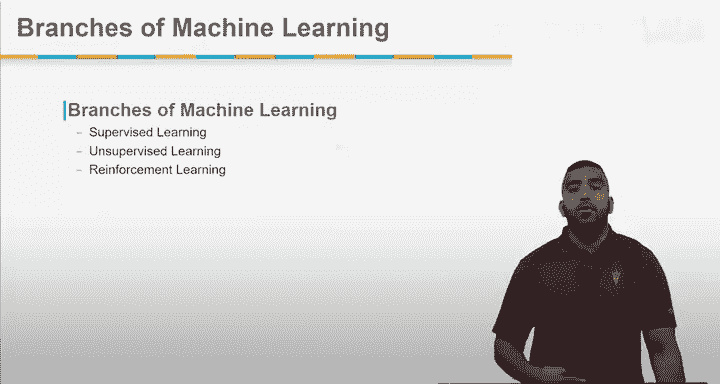 Branches of Machine Learning
Branches of Machine Learning
– Supervised Learning
– Unsupervised Learning
– Reinforcement Learning